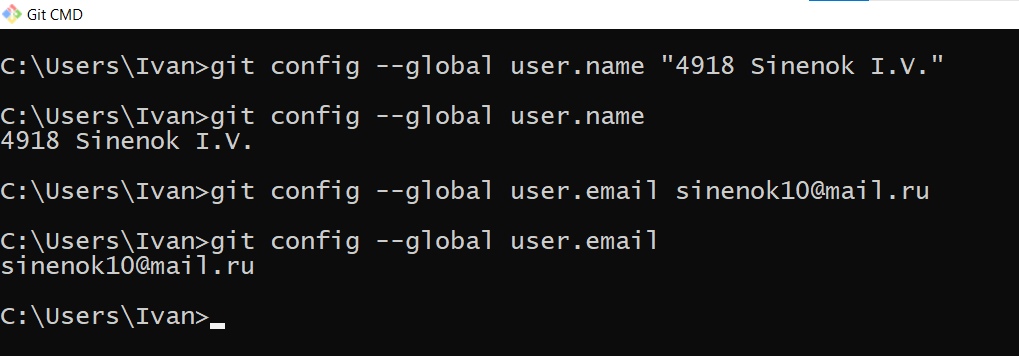 Git CMD
C:\Users\Ivan>git config --global user.name "4918 Sinenok I.V."
C:\Users\Ivan>git config --global user.name
4918 Sinenok I.V.
C:\Users\Ivan>git config --global user.email sinenok10@mail.ru
C:\Users\Ivan>git config --global user.email
sinenok10@mail.ru
C:\Users\Ivan>